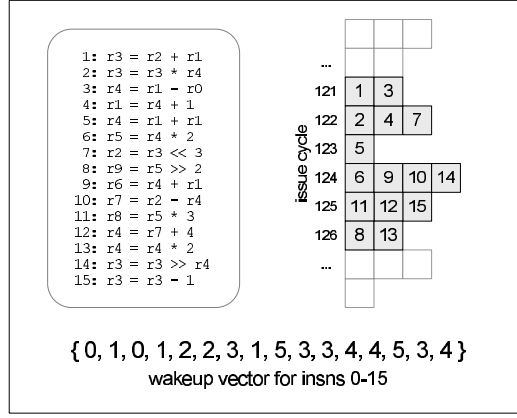 1: r3 = r2 + r1
2: r3 = r3 * r4
3: r4 = r1 - r0
4: r1 = r4 + 1
5: r4 = r1 + r1
6: r5 = r4 * 2
7: r2 = r3 << 3
8: r9 = r5 >> 2
9: r6 = r4 + r1
10: r7 = r2 - r4
11: r8 = r5 * 3
12: r4 = r7 + 4
13: r4 = r4 * 2
14: r3 = r3 >> r4
15: r3 = r3 - 1
issue cycle
...
121 1 3
122 2 4 7
123 5
124 6 9 10 14
125 11 12 15
126 8 13
...
{ 0, 1, 0, 1, 2, 2, 3, 1, 5, 3, 3, 4, 4, 5, 3, 4 }
wakeup vector for insns 0-15